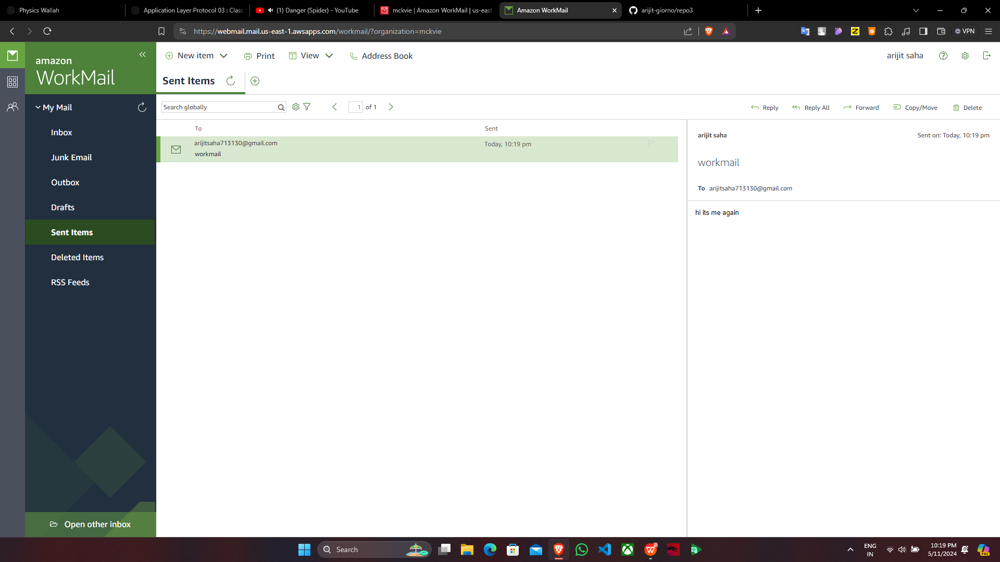 Physics Wallah
Application Layer Protocol 03 : Class
(1) Danger (Spider) - YouTube
mckvie | Amazon WorkMail | us-east
Amazon WorkMail
arijit-giorno/repo3
https://webmail.mail.us-east-1.awsapps.com/workmail/?organization=mckvie
VPN
amazon
WorkMail
New item
Print
View
Address Book
arijit saha
Sent Items
My Mail
Inbox
Junk Email
Outbox
Drafts
Sent Items
Deleted Items
RSS Feeds
Open other inbox
Search globally
1 of 1
Reply
Reply All
Forward
Copy/Move
Delete
To
Sent
arijitsaha713130@gmail.com
Today, 10:19 pm
workmail
arijit saha
Sent on: Today, 10:19 pm
workmail
To arijitsaha713130@gmail.com
hi its me again
Search
ENG
IN
10:19 PM
5/11/2024
PRE